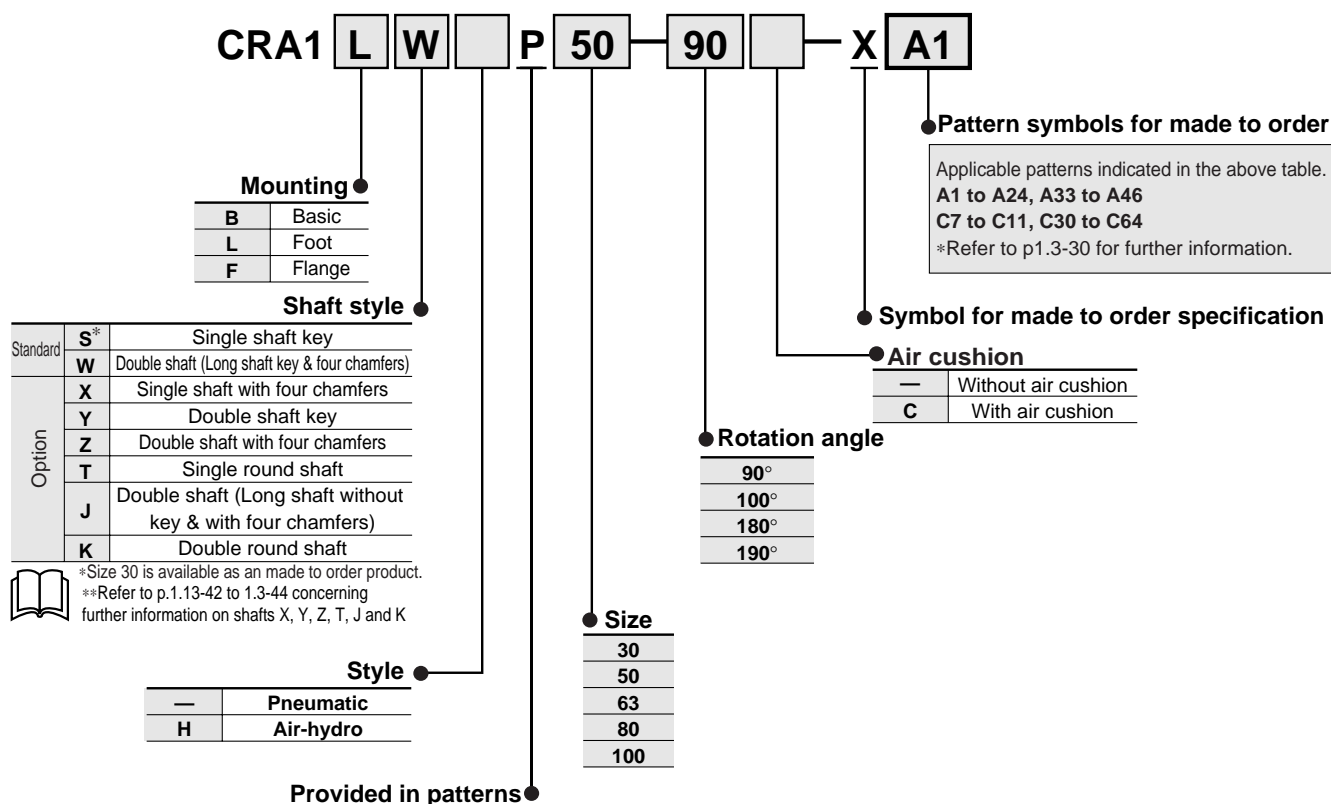 CRA1 L W P 50 — 90 — X A1
Pattern symbols for made to order
Applicable patterns indicated in the above table.
A1 to A24, A33 to A46
C7 to C11, C30 to C64
*Refer to p1.3-30 for further information.
Mounting
B Basic
L Foot
F Flange
Shaft style
Standard
S* Single shaft key
W Double shaft (Long shaft key & four chamfers)
Option
X Single shaft with four chamfers
Y Double shaft key
Z Double shaft with four chamfers
T Single round shaft
J Double shaft (Long shaft without
key & with four chamfers)
K Double round shaft
*Size 30 is available as an made to order product.
**Refer to p.1.13-42 to 1.3-44 concerning
further information on shafts X, Y, Z, T, J and K
Symbol for made to order specification
Air cushion
— Without air cushion
C With air cushion
Rotation angle
90°
100°
180°
190°
Size
30
50
63
80
100
Style
— Pneumatic
H Air-hydro
Provided in patterns